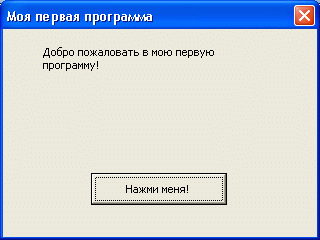 Моя первая программа
Добро пожаловать в мою первую
программу!
Нажми меня!